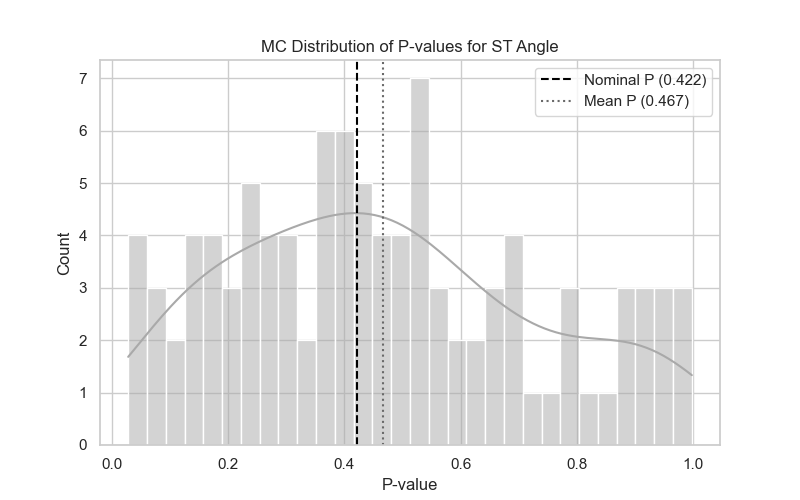 MC Distribution of P-values for ST Angle
Nominal P (0.422)
Mean P (0.467)
7
6
5
4
3
2
1
0
Count
0.0 0.2 0.4 0.6 0.8 1.0
P-value